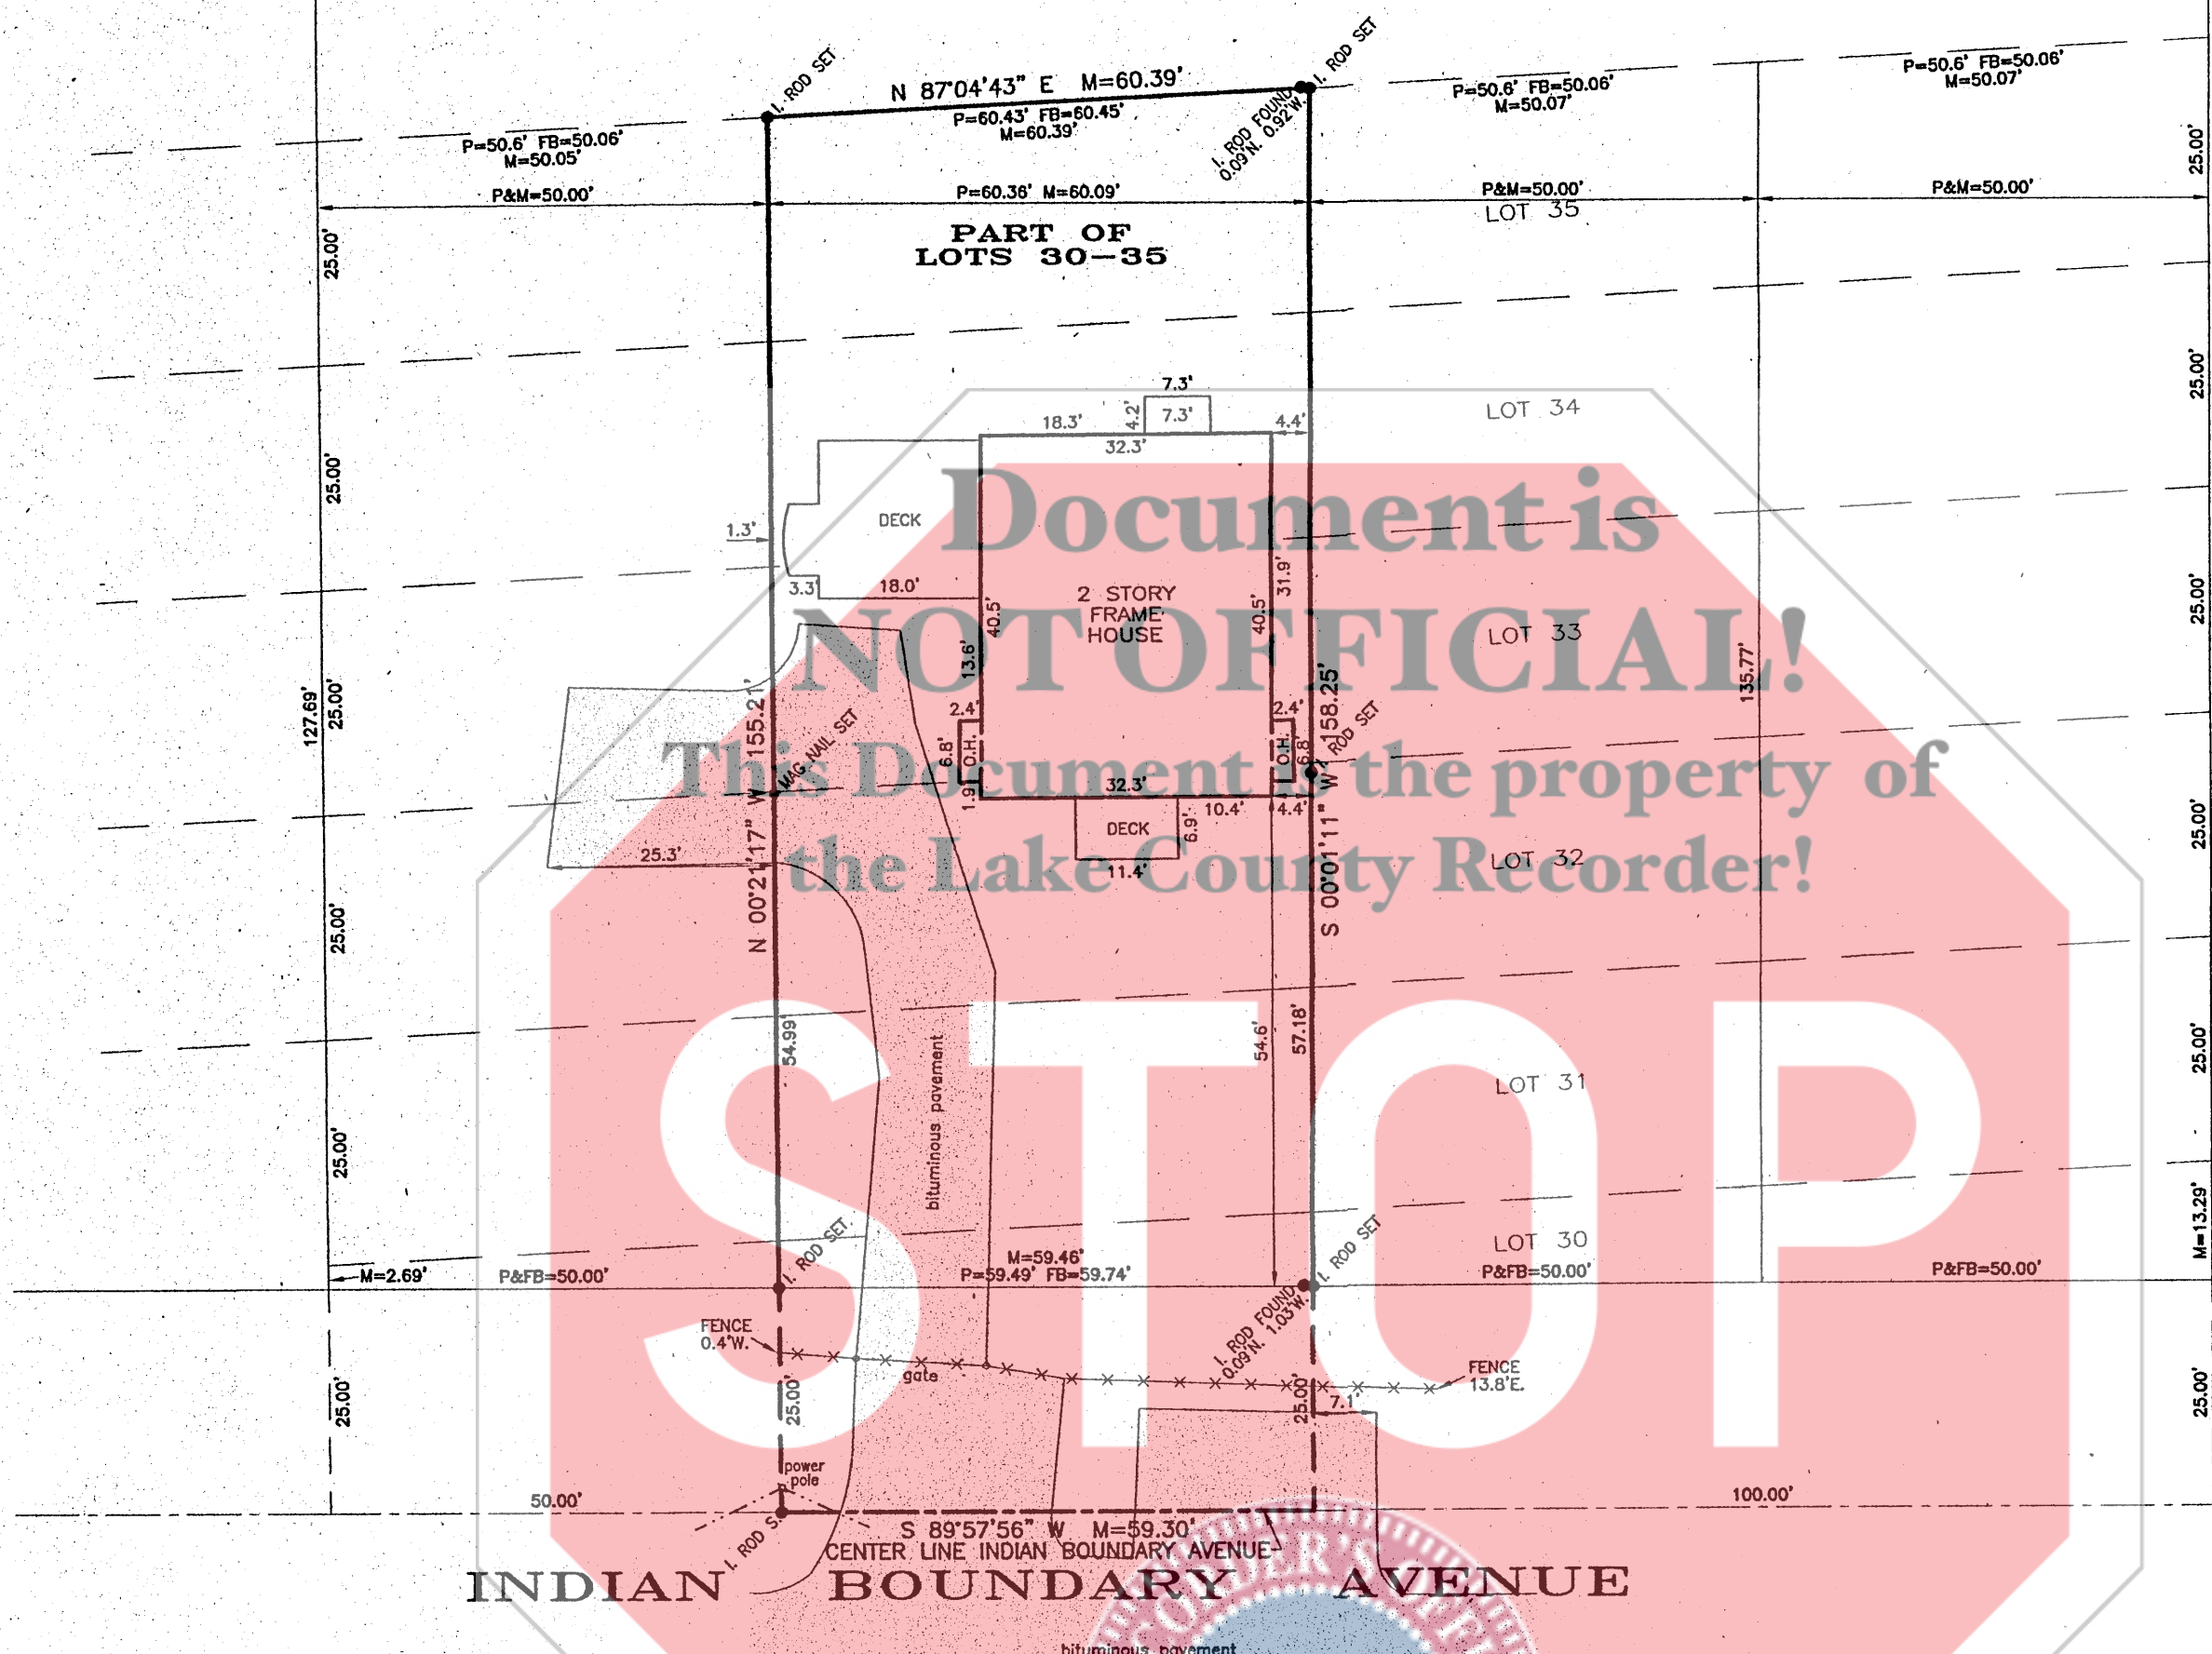 I. ROD SET
I. ROD SET
N 87°04'43" E M=60.39'
P=60.43' FB=60.45'
M=60.39'
I. ROD FOUND
0.09'N. 0.92'W.
P=50.6' FB=50.06'
M=50.05'
P=50.6' FB=50.06'
M=50.07'
P=50.6' FB=50.06'
M=50.07'
25.00'
P&M=50.00'
P=60.36' M=60.09'
P&M=50.00'
P&M=50.00'
LOT 35
PART OF
LOTS 30-35
25.00'
25.00'
7.3'
4.2'
7.3'
18.3'
4.4'
32.3'
LOT 34
25.00'
Document is
DECK
1.3'
3.3'
18.0'
40.5'
13.6'
2 STORY
FRAME
HOUSE
31.9'
40.5'
LOT 33
25.00'
NOT OFFICIAL!
127.69'
25.00'
N 00°21'17" W 155.21'
MAG NAIL SET
2.4'
6.8'
O.H.
1.9'
2.4'
O.H.
6.8'
S 00°01'11" W 158.25'
I. ROD SET
135.77'
This Document is the property of
32.3'
10.4'
4.4'
DECK
6.9'
11.4'
25.3'
LOT 32
25.00'
the Lake County Recorder!
25.00'
54.99'
bituminous pavement
54.6'
57.18'
LOT 31
25.00'
STOP
25.00'
I. ROD SET
I. ROD SET
LOT 30
M=13.29'
M=2.69'
P&FB=50.00'
M=59.46'
P=59.49' FB=59.74'
P&FB=50.00'
P&FB=50.00'
I. ROD FOUND
0.09'N. 1.03'W.
FENCE
0.4'W.
gate
FENCE
13.8'E.
25.00'
25.00'
25.00'
7.1'
25.00'
power
pole
50.00'
100.00'
I. ROD S.
S 89°57'56" W M=59.30'
CENTER LINE INDIAN BOUNDARY AVENUE
INDIAN BOUNDARY AVENUE
bituminous pavement